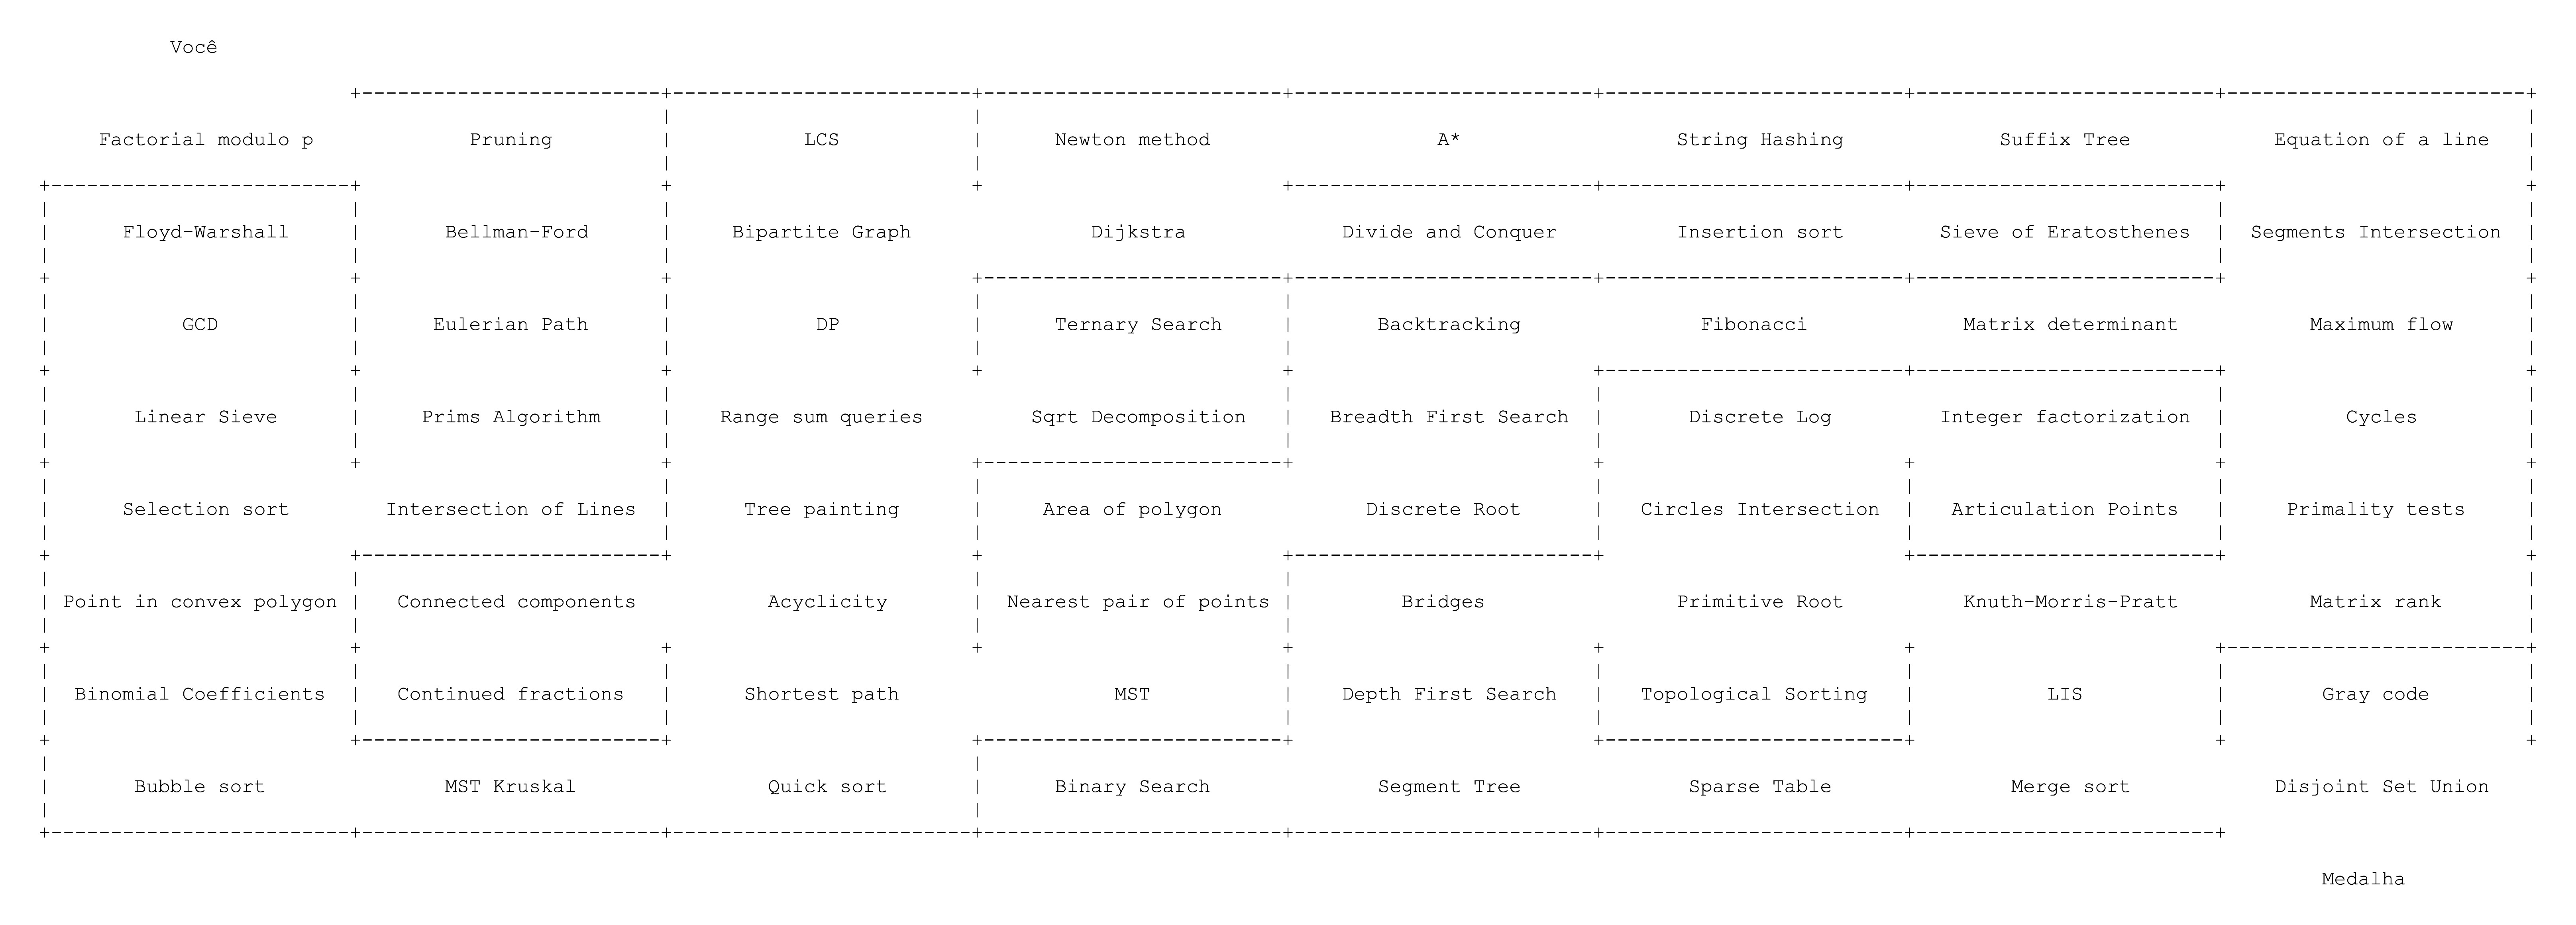 Você
Factorial modulo p Pruning LCS Newton method A* String Hashing Suffix Tree Equation of a line
Floyd-Warshall Bellman-Ford Bipartite Graph Dijkstra Divide and Conquer Insertion sort Sieve of Eratosthenes Segments Intersection
GCD Eulerian Path DP Ternary Search Backtracking Fibonacci Matrix determinant Maximum flow
Linear Sieve Prims Algorithm Range sum queries Sqrt Decomposition Breadth First Search Discrete Log Integer factorization Cycles
Selection sort Intersection of Lines Tree painting Area of polygon Discrete Root Circles Intersection Articulation Points Primality tests
Point in convex polygon Connected components Acyclicity Nearest pair of points Bridges Primitive Root Knuth-Morris-Pratt Matrix rank
Binomial Coefficients Continued fractions Shortest path MST Depth First Search Topological Sorting LIS Gray code
Bubble sort MST Kruskal Quick sort Binary Search Segment Tree Sparse Table Merge sort Disjoint Set Union
Medalha